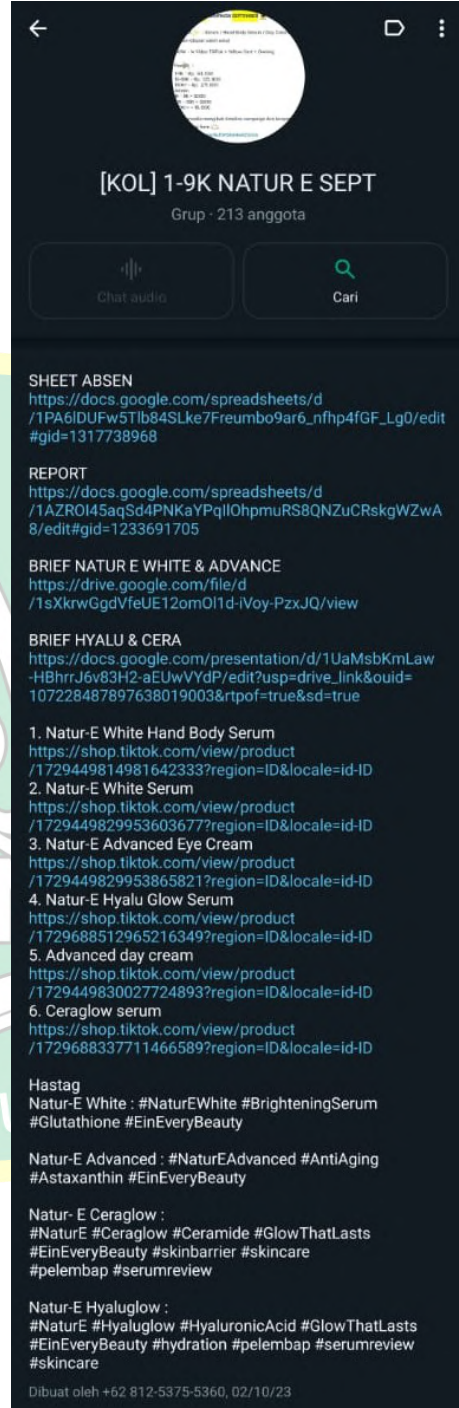 [KOL] 1-9K NATUR E SEPT
Grup · 213 anggota
Chat audio
Cari
SHEET ABSEN
https://docs.google.com/spreadsheets/d
/1PA6lDUFw5Tlb84SLke7Freumbo9ar6_nfhp4fGF_Lg0/edit
#gid=1317738968
REPORT
https://docs.google.com/spreadsheets/d
/1AZROI45aqSd4PNKaYPqIlOhpmuRS8QNZuCRskgWZwA
8/edit#gid=1233691705
BRIEF NATUR E WHITE & ADVANCE
https://drive.google.com/file/d
/1sXkrwGgdVfeUE12omOl1d-iVoy-PzxJQ/view
BRIEF HYALU & CERA
https://docs.google.com/presentation/d/1UaMsbKmLaw
-HBhrrJ6v83H2-aEUwVYdP/edit?usp=drive_link&ouid=
107228487897638019003&rtpof=true&sd=true
1. Natur-E White Hand Body Serum
https://shop.tiktok.com/view/product
/1729449814981642333?region=ID&locale=id-ID
2. Natur-E White Serum
https://shop.tiktok.com/view/product
/1729449829953603677?region=ID&locale=id-ID
3. Natur-E Advanced Eye Cream
https://shop.tiktok.com/view/product
/1729449829953865821?region=ID&locale=id-ID
4. Natur-E Hyalu Glow Serum
https://shop.tiktok.com/view/product
/1729688512965216349?region=ID&locale=id-ID
5. Advanced day cream
https://shop.tiktok.com/view/product
/1729449830027724893?region=ID&locale=id-ID
6. Ceraglow serum
https://shop.tiktok.com/view/product
/1729688337711466589?region=ID&locale=id-ID
Hastag
Natur-E White : #NaturEWhite #BrighteningSerum
#Glutathione #EinEveryBeauty
Natur-E Advanced : #NaturEAdvanced #AntiAging
#Astaxanthin #EinEveryBeauty
Natur- E Ceraglow :
#NaturE #Ceraglow #Ceramide #GlowThatLasts
#EinEveryBeauty #skinbarrier #skincare
#pelembap #serumreview
Natur-E Hyaluglow :
#NaturE #Hyaluglow #HyaluronicAcid #GlowThatLasts
#EinEveryBeauty #hydration #pelembap #serumreview
#skincare
Dibuat oleh +62 812-5375-5360, 02/10/23